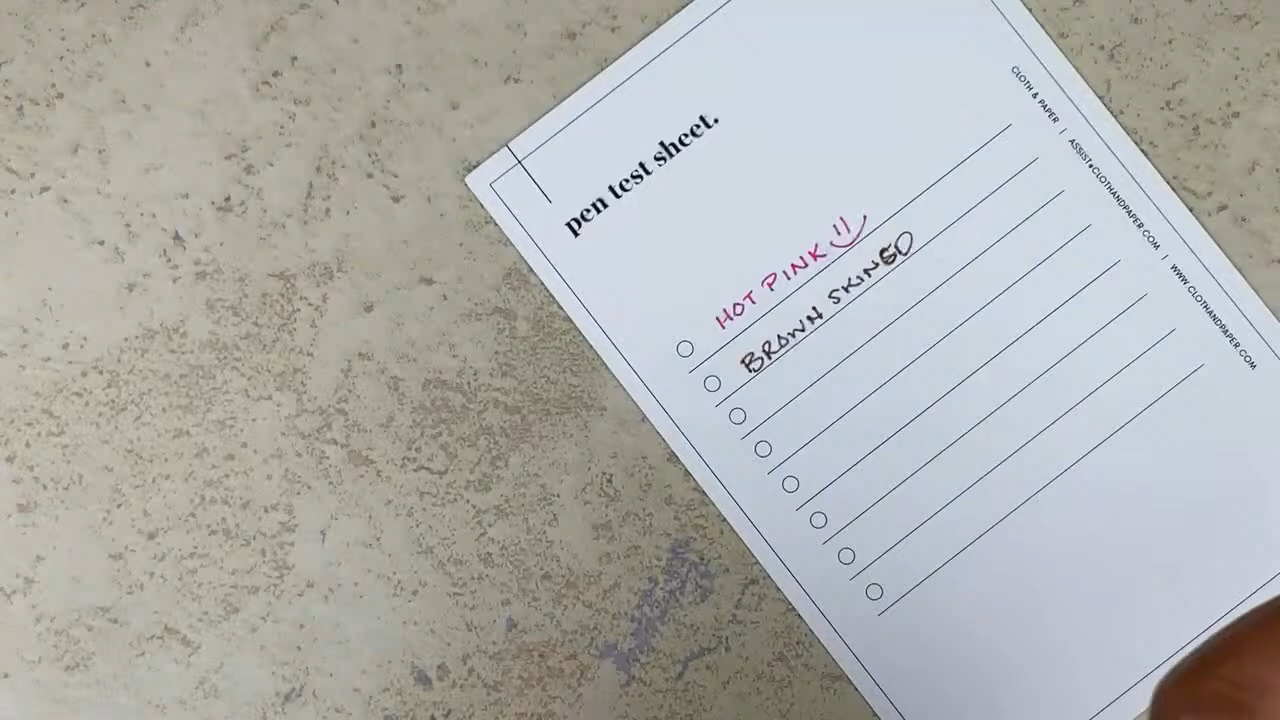 pen test sheet.
HOT PINK !!
BROWN SKINED
CLOTH & PAPER | ASSIST@CLOTHANDPAPER.COM | WWW.CLOTHANDPAPER.COM